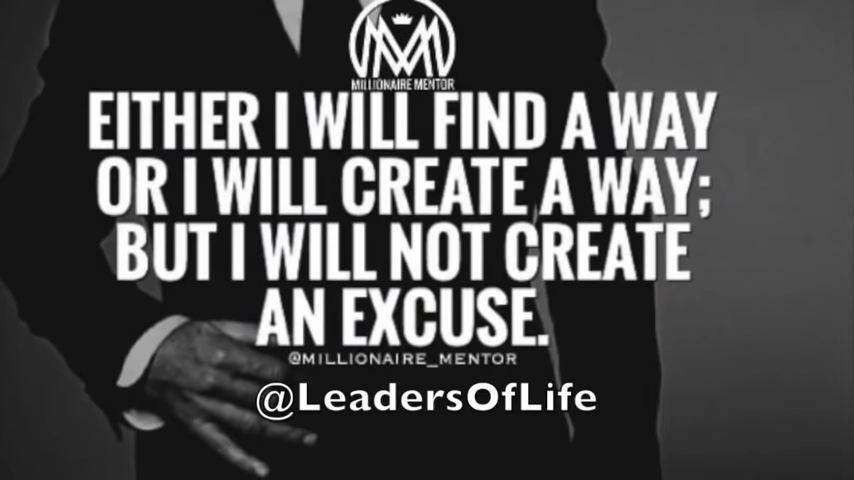 MILLIONAIRE MENTOR
EITHER I WILL FIND A WAY
OR I WILL CREATE A WAY;
BUT I WILL NOT CREATE
AN EXCUSE.
@MILLIONAIRE_MENTOR
@LeadersOfLife